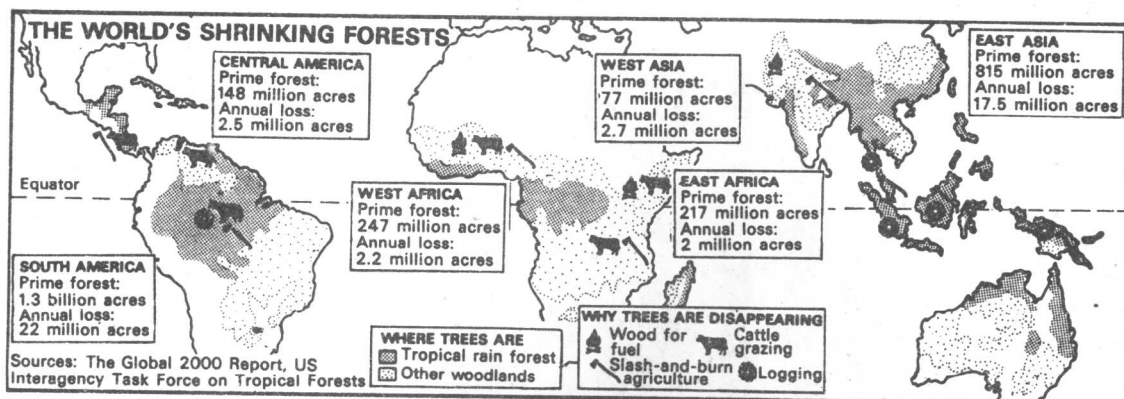 THE WORLD'S SHRINKING FORESTS
CENTRAL AMERICA
Prime forest:
148 million acres
Annual loss:
2.5 million acres
WEST ASIA
Prime forest:
77 million acres
Annual loss:
2.7 million acres
EAST ASIA
Prime forest:
815 million acres
Annual loss:
17.5 million acres
Equator
WEST AFRICA
Prime forest:
247 million acres
Annual loss:
2.2 million acres
EAST AFRICA
Prime forest:
217 million acres
Annual loss:
2 million acres
SOUTH AMERICA
Prime forest:
1.3 billion acres
Annual loss:
22 million acres
Sources: The Global 2000 Report, US
Interagency Task Force on Tropical Forests
WHERE TREES ARE
Tropical rain forest
Other woodlands
WHY TREES ARE DISAPPEARING
Wood for
fuel
Cattle
grazing
Slash-and-burn
agriculture
Logging